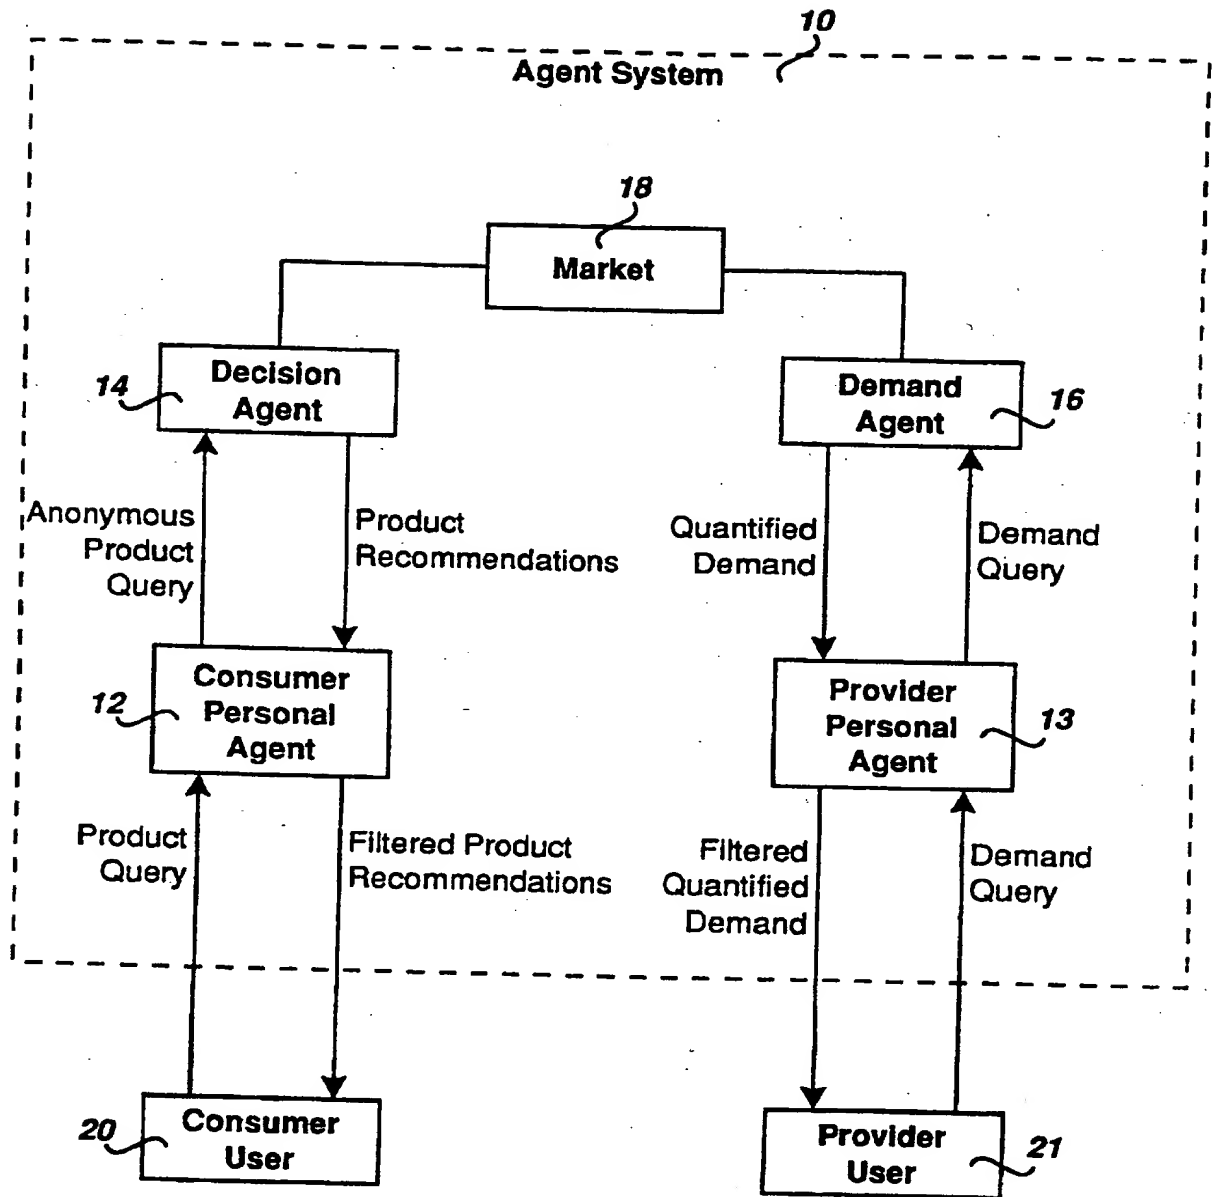 10
Agent System
18
Market
14
Decision
Agent
Demand
Agent
16
Anonymous
Product
Query
Product
Recommendations
Quantified
Demand
Demand
Query
12
Consumer
Personal
Agent
Provider
Personal
Agent
13
Product
Query
Filtered Product
Recommendations
Filtered
Quantified
Demand
Demand
Query
20
Consumer
User
Provider
User
21